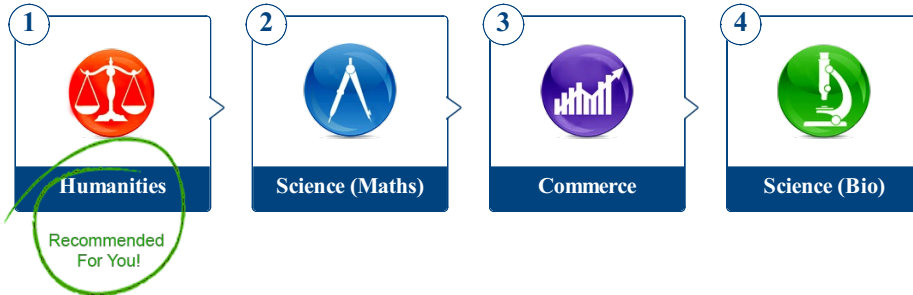 1
2
3
4
Humanities
Science (Maths)
Commerce
Science (Bio)
Recommended
For You!